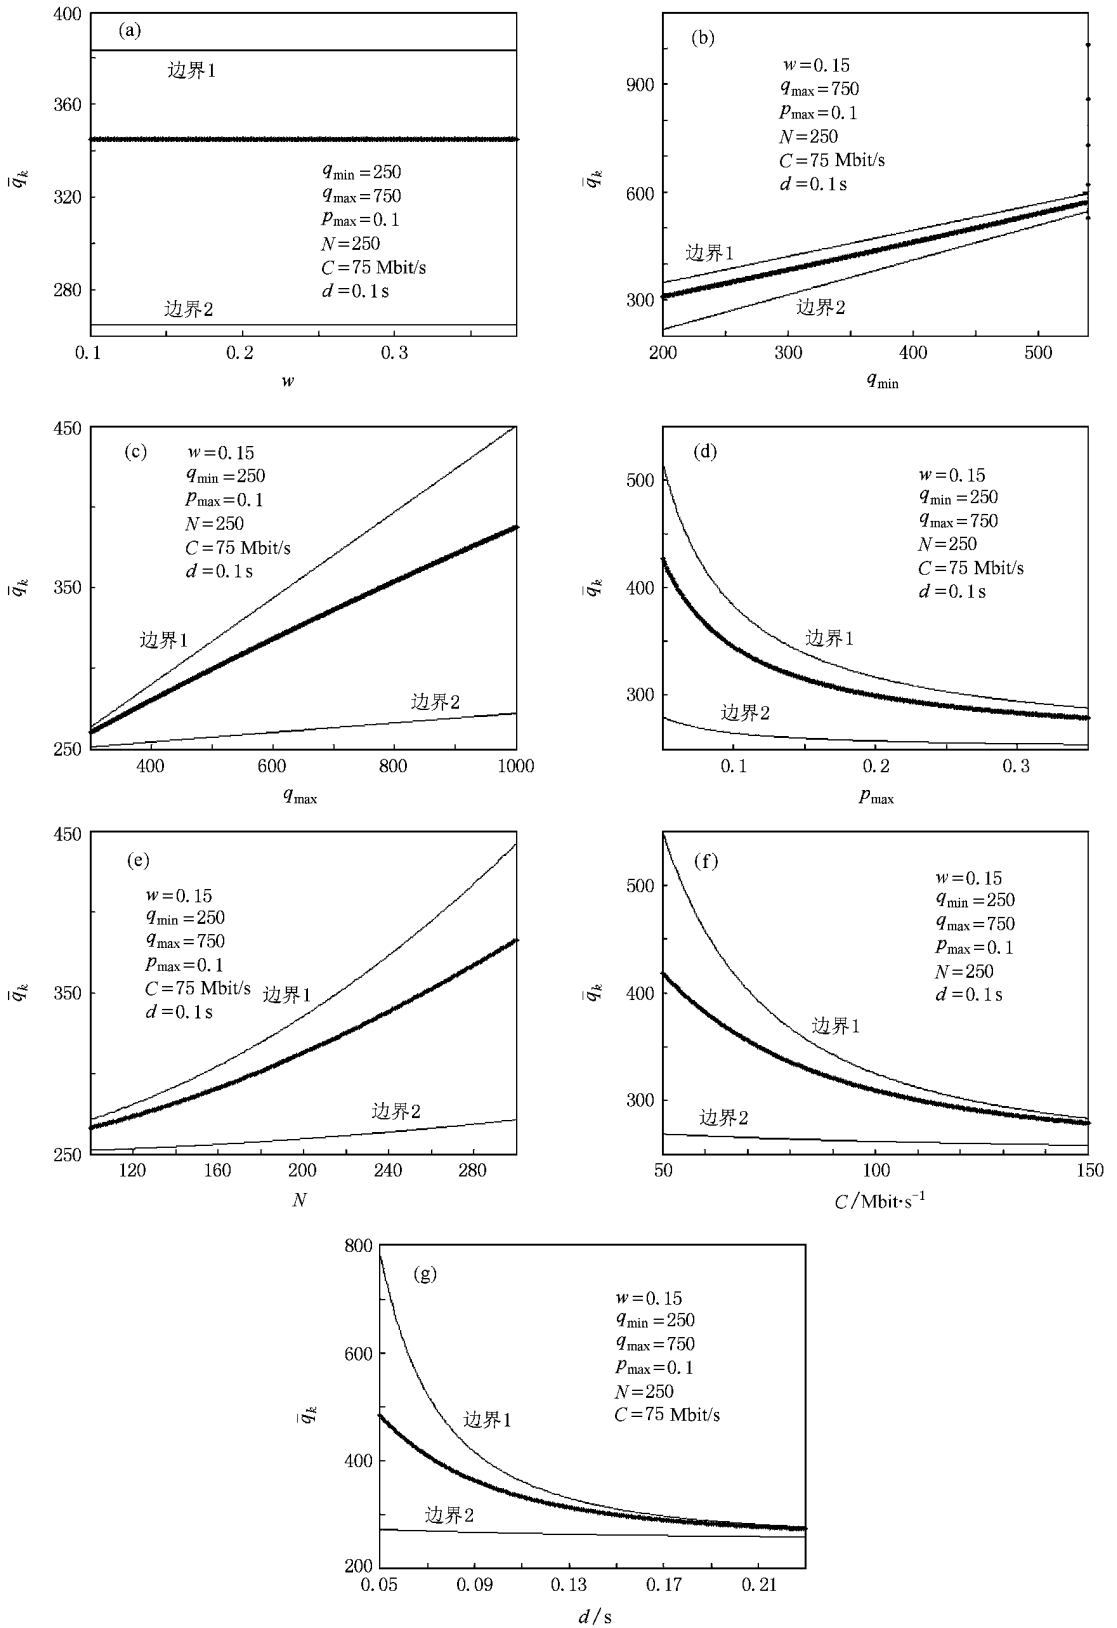 (a)
400
360
320
280
q̄k
边界1
qmin=250
qmax=750
pmax=0.1
N=250
C=75 Mbit/s
d=0.1s
边界2
0.1 0.2 0.3
w
(b)
900
600
300
q̄k
w=0.15
qmax=750
pmax=0.1
N=250
C=75 Mbit/s
d=0.1s
边界1
边界2
200 300 400 500
qmin
(c)
450
350
250
q̄k
w=0.15
qmin=250
pmax=0.1
N=250
C=75 Mbit/s
d=0.1s
边界1
边界2
400 600 800 1000
qmax
(d)
500
400
300
q̄k
w=0.15
qmin=250
qmax=750
N=250
C=75 Mbit/s
d=0.1s
边界1
边界2
0.1 0.2 0.3
pmax
(e)
450
350
250
q̄k
w=0.15
qmin=250
qmax=750
pmax=0.1
C=75 Mbit/s
d=0.1s
边界1
边界2
120 160 200 240 280
N
(f)
500
400
300
q̄k
w=0.15
qmin=250
qmax=750
pmax=0.1
N=250
d=0.1s
边界1
边界2
50 100 150
C/Mbit·s⁻¹
(g)
800
600
400
200
q̄k
w=0.15
qmin=250
qmax=750
pmax=0.1
N=250
C=75 Mbit/s
边界1
边界2
0.05 0.09 0.13 0.17 0.21
d/s